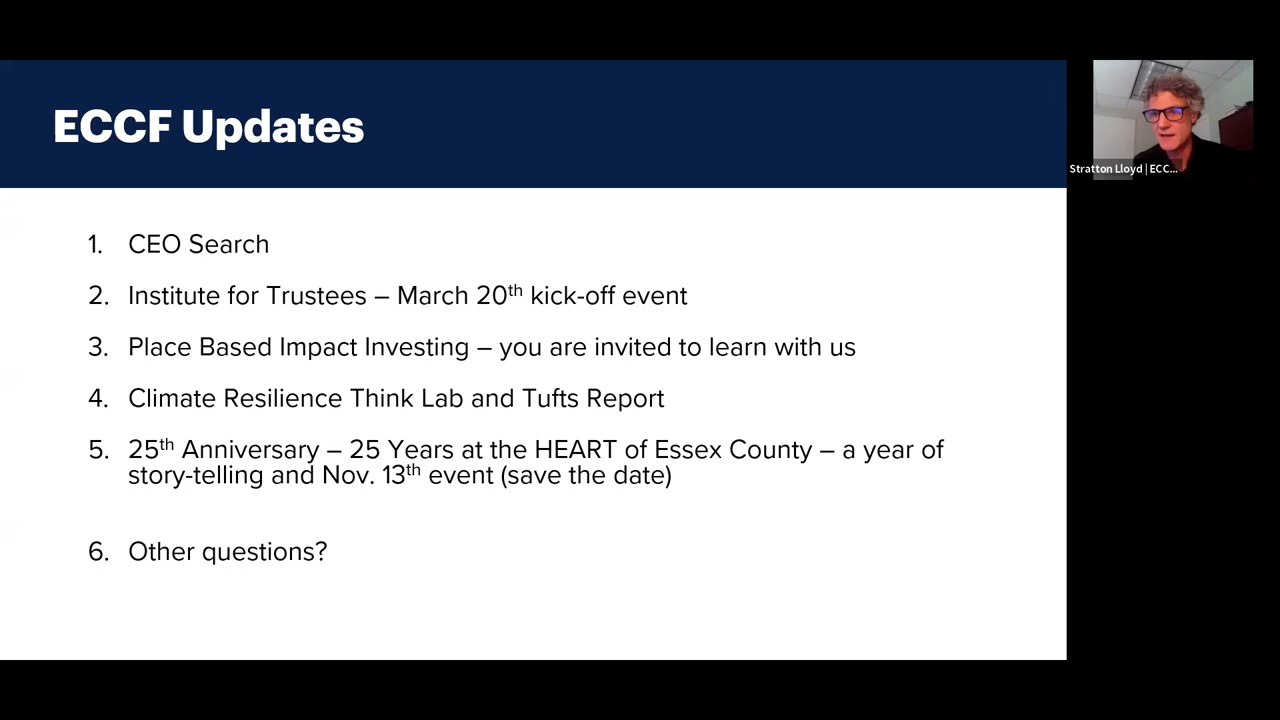 ECCF Updates
1. CEO Search
2. Institute for Trustees – March 20th kick-off event
3. Place Based Impact Investing – you are invited to learn with us
4. Climate Resilience Think Lab and Tufts Report
5. 25th Anniversary – 25 Years at the HEART of Essex County – a year of
story-telling and Nov. 13th event (save the date)
6. Other questions?
Stratton Lloyd | ECC...